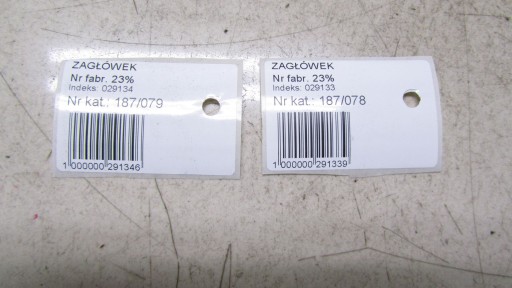 ZAGŁÓWEK
Nr fabr. 23%
Indeks: 029134
Nr kat.: 187/079
1 000000 291346
ZAGŁÓWEK
Nr fabr. 23%
Indeks: 029133
Nr kat.: 187/078
1 000000 291339